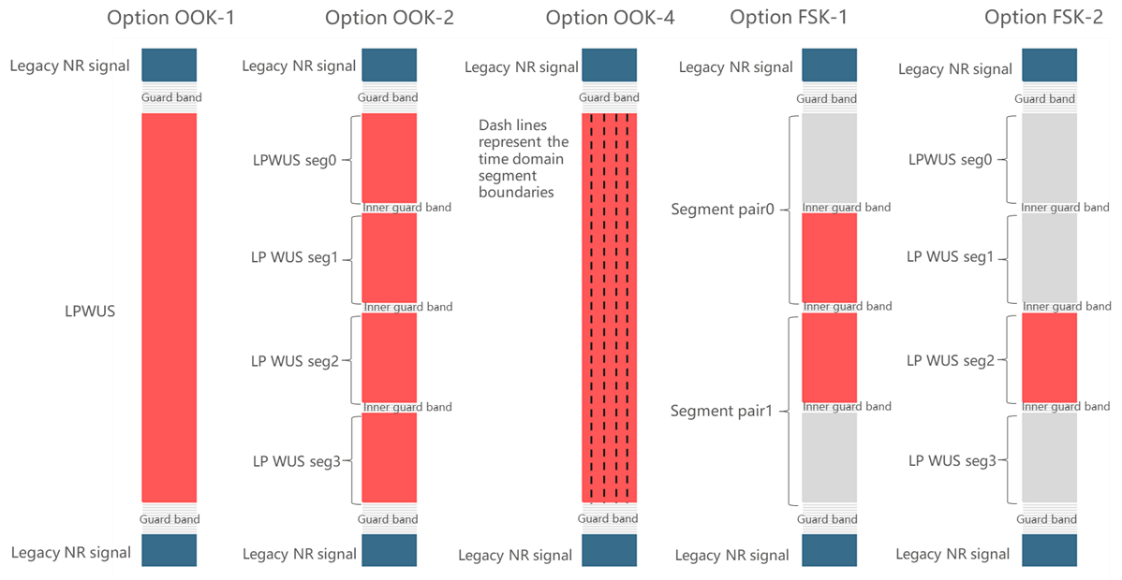 Option OOK-1
Option OOK-2
Option OOK-4
Option FSK-1
Option FSK-2
Legacy NR signal
Legacy NR signal
Legacy NR signal
Legacy NR signal
Legacy NR signal
Guard band
Guard band
Guard band
Guard band
Guard band
LPWUS
LPWUS seg0
Inner guard band
LP WUS seg1
Inner guard band
LP WUS seg2
Inner guard band
LP WUS seg3
Dash lines
represent the
time domain
segment
boundaries
Segment pair0
Inner guard band
Inner guard band
Segment pair1
Inner guard band
LPWUS seg0
Inner guard band
LP WUS seg1
Inner guard band
LP WUS seg2
Inner guard band
LP WUS seg3
Guard band
Guard band
Guard band
Guard band
Guard band
Legacy NR signal
Legacy NR signal
Legacy NR signal
Legacy NR signal
Legacy NR signal